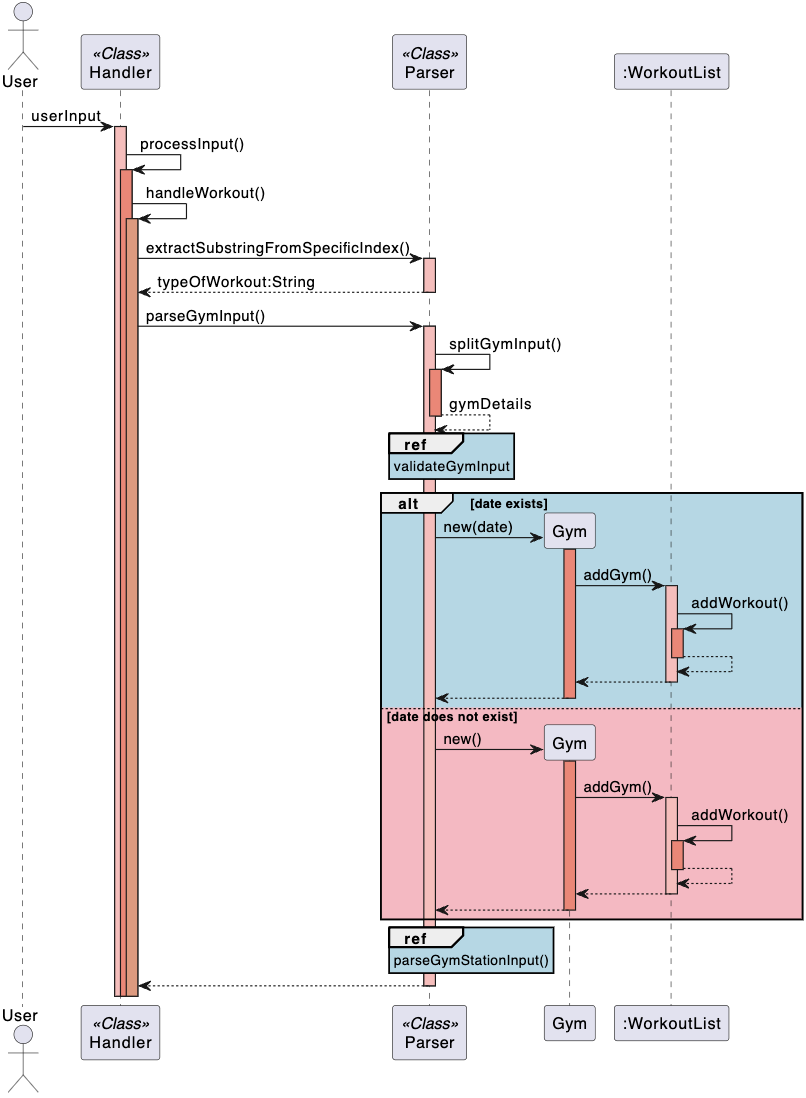 User
«Class»
Handler
«Class»
Parser
:WorkoutList
userInput
processInput()
handleWorkout()
extractSubstringFromSpecificIndex()
typeOfWorkout:String
parseGymInput()
splitGymInput()
gymDetails
ref
validateGymInput
alt
[date exists]
new(date)
Gym
addGym()
addWorkout()
[date does not exist]
new()
Gym
addGym()
addWorkout()
ref
parseGymStationInput()
User
«Class»
Handler
«Class»
Parser
Gym
:WorkoutList